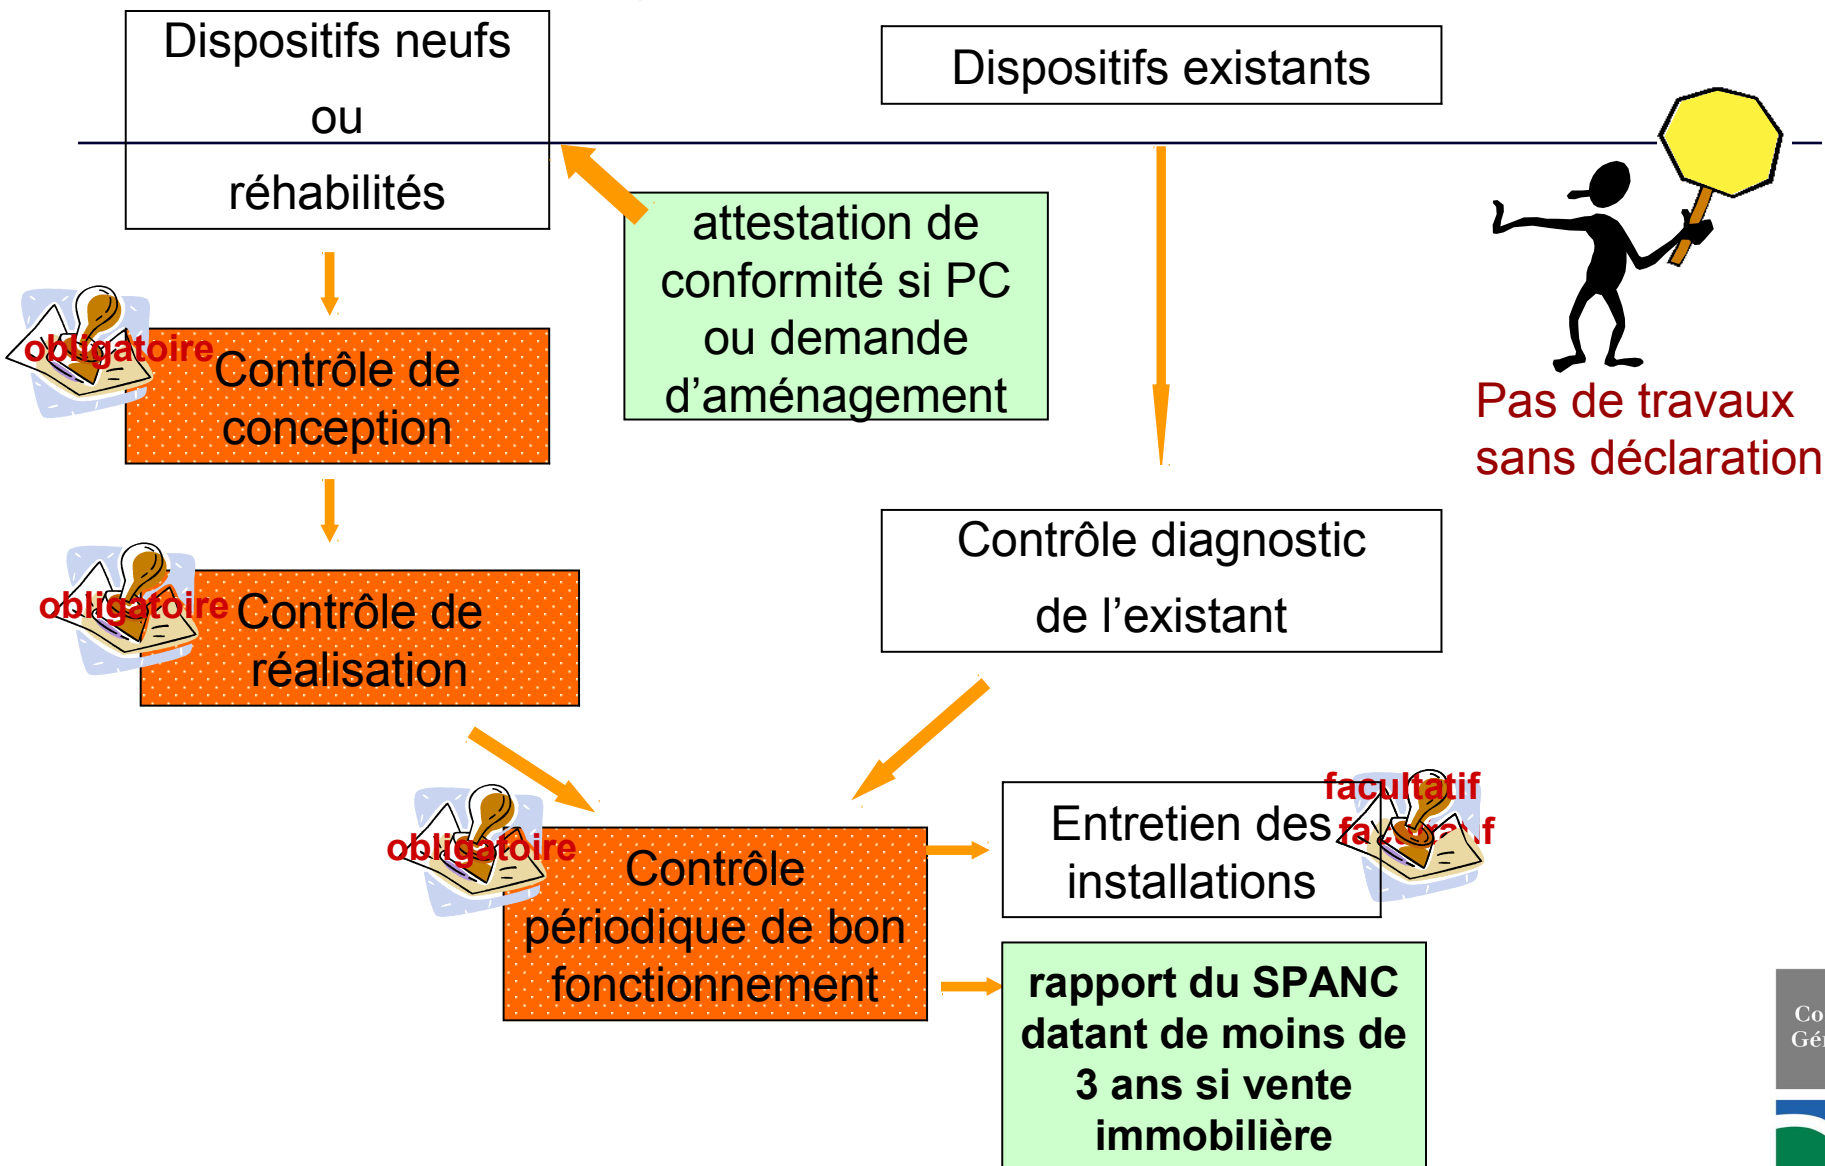 Dispositifs neufs
ou
réhabilités
Dispositifs existants
attestation de
conformité si PC
ou demande
d’aménagement
Pas de travaux
sans déclaration
obligatoire
Contrôle de
conception
obligatoire
Contrôle de
réalisation
Contrôle diagnostic
de l’existant
obligatoire
Contrôle
périodique de bon
fonctionnement
Entretien des
installations
facultatif
rapport du SPANC
datant de moins de
3 ans si vente
immobilière